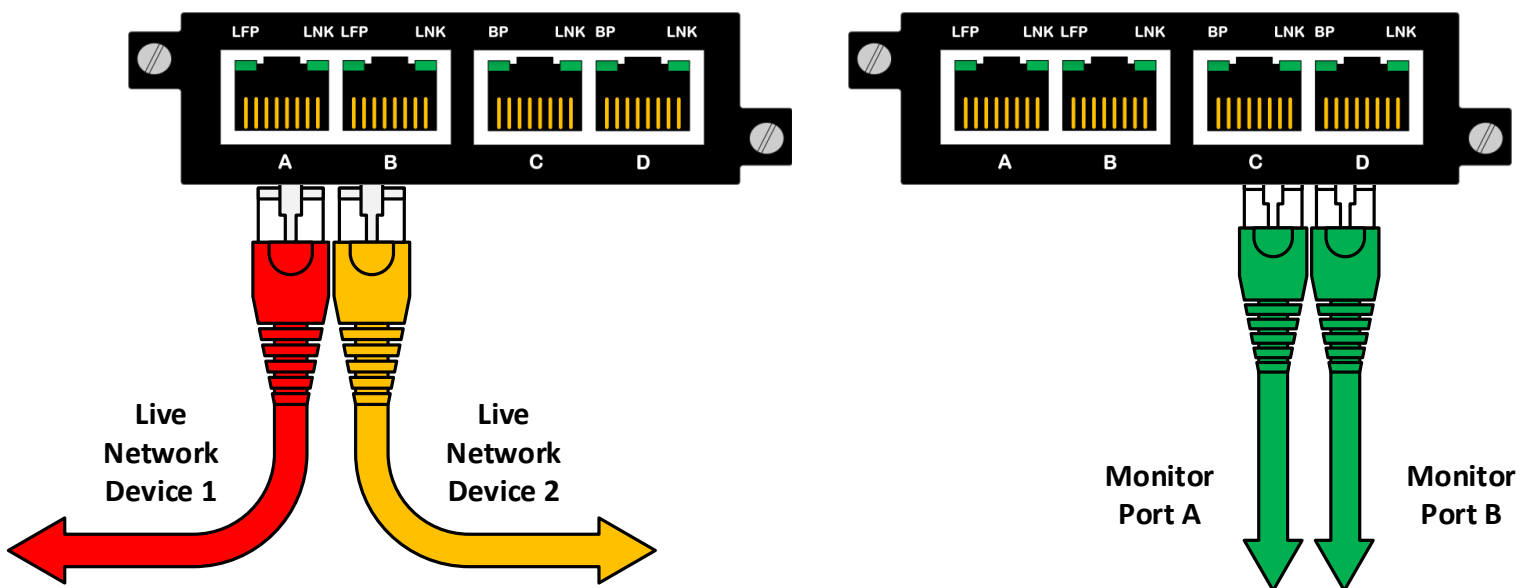 LFP LNK LFP LNK BP LNK BP LNK
A B C D
Live
Network
Device 1
Live
Network
Device 2
LFP LNK LFP LNK BP LNK BP LNK
A B C D
Monitor
Port A
Monitor
Port B